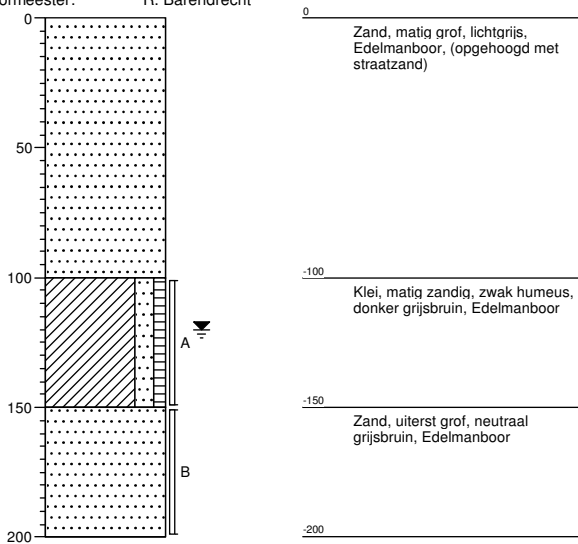 R. Barendrecht
0
50
100
150
200
A
B
0
Zand, matig grof, lichtgrijs,
Edelmanboor, (opgehoogd met
straatzand)
-100
Klei, matig zandig, zwak humeus,
donker grijsbruin, Edelmanboor
-150
Zand, uiterst grof, neutraal
grijsbruin, Edelmanboor
-200